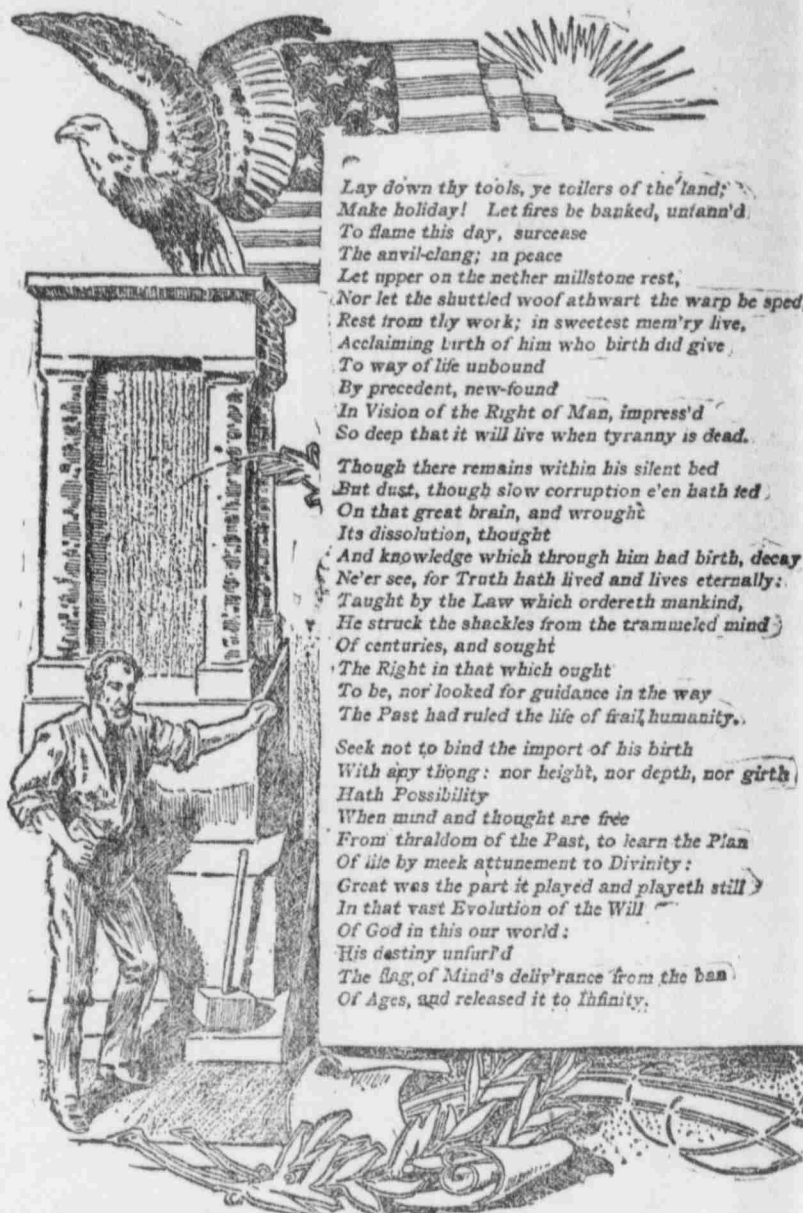 Lay down thy tools, ye toilers of the land;
Make holiday! Let fires be banked, unfann'd
To flame this day, surcease
The anvil-clang; in peace
Let upper on the nether millstone rest,
Nor let the shuttled woof athwart the warp be sped,
Rest from thy work; in sweetest mem'ry live,
Acclaiming birth of him who birth did give
To way of life unbound
By precedent, new-found
In Vision of the Right of Man, impress'd
So deep that it will live when tyranny is dead.
Though there remains within his silent bed
But dust, though slow corruption e'en hath fed
On that great brain, and wrought
Its dissolution, thought
And knowledge which through him had birth, decay
Ne'er see, for Truth hath lived and lives eternally:
Taught by the Law which ordereth mankind,
He struck the shackles from the trammeled mind
Of centuries, and sought
The Right in that which ought
To be, nor looked for guidance in the way
The Past had ruled the life of frail humanity.
Seek not to bind the import of his birth
With any thong: nor height, nor depth, nor girth
Hath Possibility
When mind and thought are free
From thraldom of the Past, to learn the Plan
Of life by meek attunement to Divinity:
Great was the part it played and playeth still
In that vast Evolution of the Will
Of God in this our world:
His destiny unfurl'd
The flag of Mind's deliv'rance from the ban
Of Ages, and released it to Infinity.